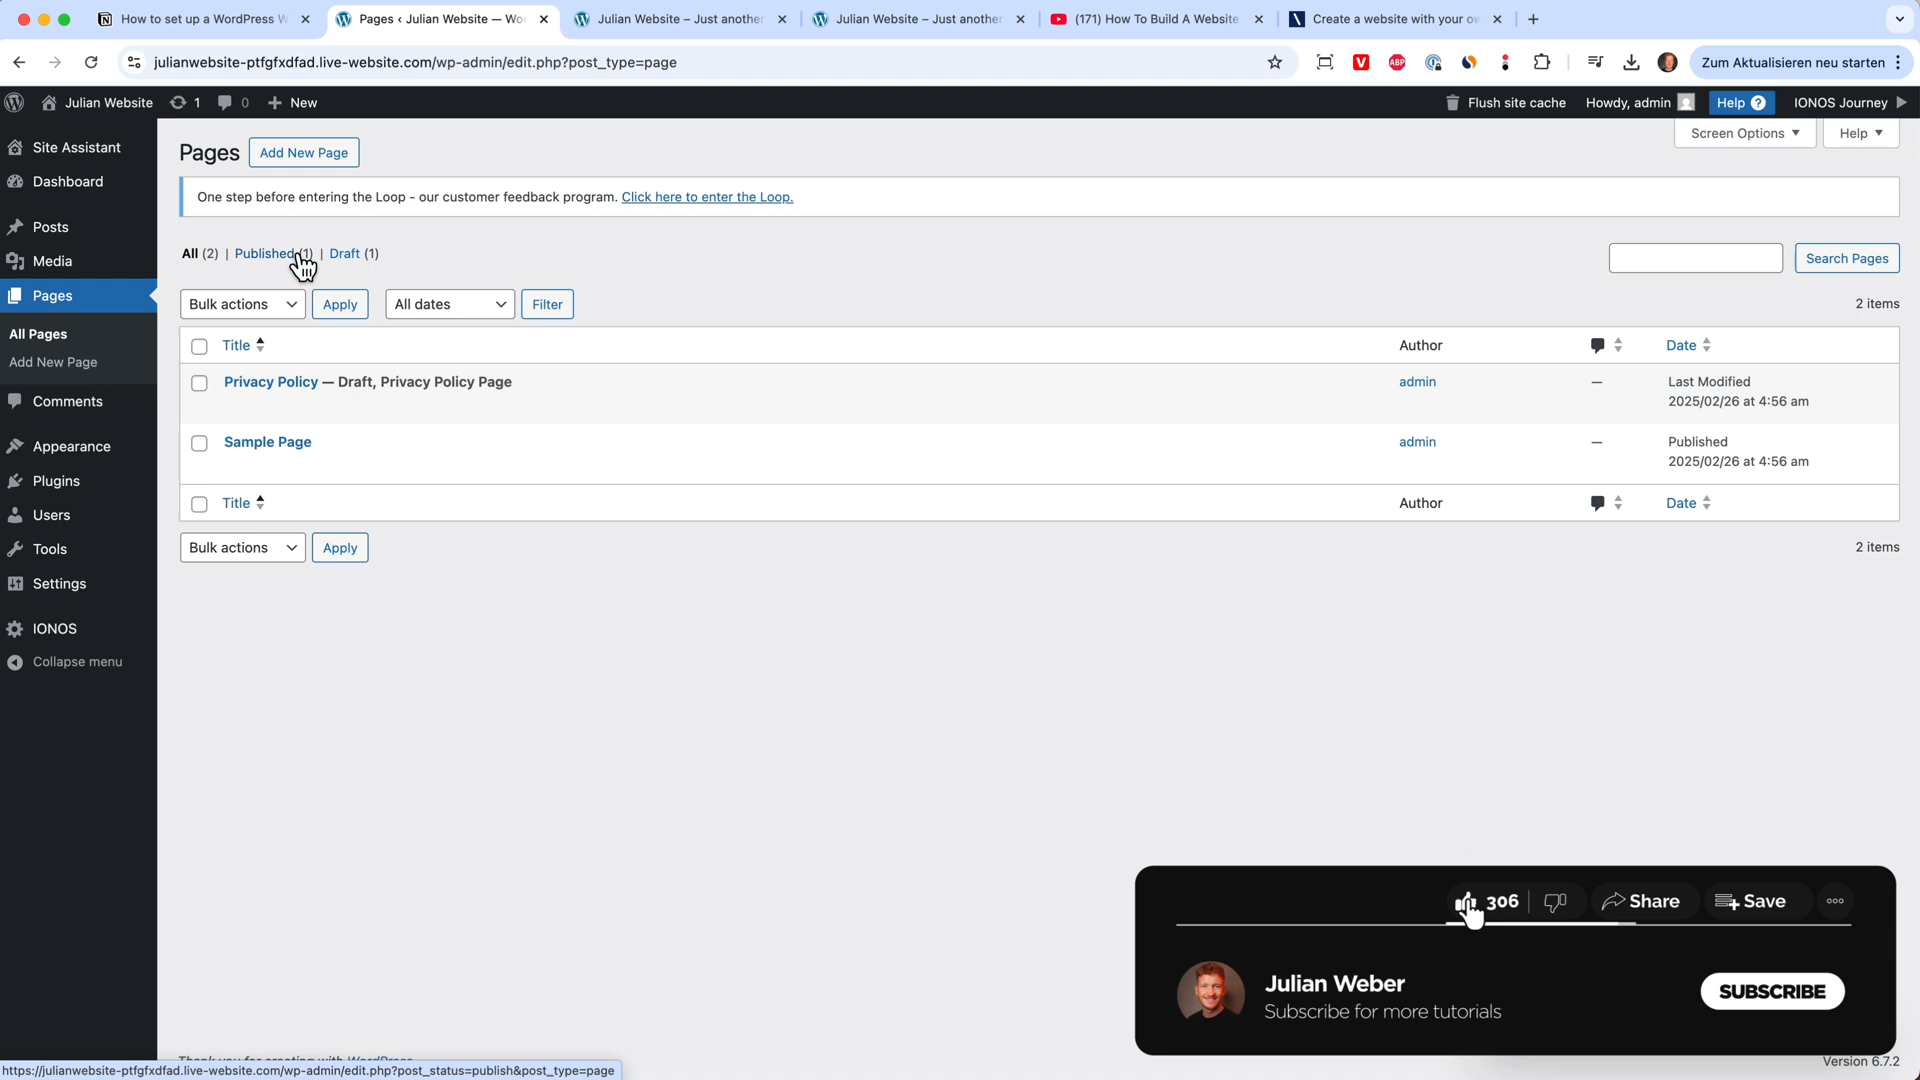 How to set up a WordPress W
Pages ‹ Julian Website — Wor
Julian Website – Just another
Julian Website – Just another
(171) How To Build A Website
Create a website with your ow
julianwebsite-ptfgfxdfad.live-website.com/wp-admin/edit.php?post_type=page
Zum Aktualisieren neu starten
Julian Website
1
0
New
Flush site cache
Howdy, admin
Help ?
IONOS Journey
Site Assistant
Dashboard
Posts
Media
Pages
All Pages
Add New Page
Comments
Appearance
Plugins
Users
Tools
Settings
IONOS
Collapse menu
Screen Options
Help
Pages
Add New Page
One step before entering the Loop - our customer feedback program. Click here to enter the Loop.
All (2) | Published (1) | Draft (1)
Search Pages
Bulk actions
Apply
All dates
Filter
2 items
Title
Author
Date
Privacy Policy — Draft, Privacy Policy Page
admin
—
Last Modified
2025/02/26 at 4:56 am
Sample Page
admin
—
Published
2025/02/26 at 4:56 am
Title
Author
Date
Bulk actions
Apply
2 items
306
Share
Save
Julian Weber
Subscribe for more tutorials
SUBSCRIBE
Thank you for creating with WordPress
Version 6.7.2
https://julianwebsite-ptfgfxdfad.live-website.com/wp-admin/edit.php?post_status=publish&post_type=page